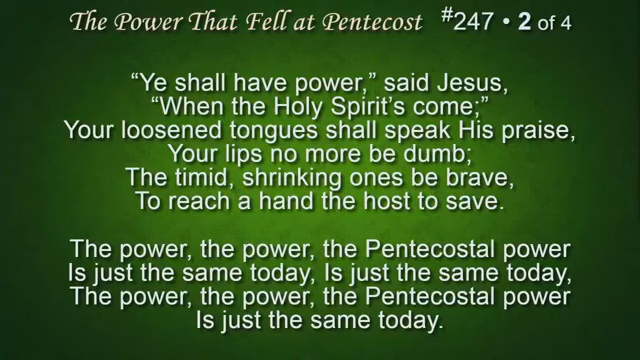 The Power That Fell at Pentecost #247 • 2 of 4
“Ye shall have power,” said Jesus,
“When the Holy Spirit’s come;”
Your loosened tongues shall speak His praise,
Your lips no more be dumb;
The timid, shrinking ones be brave,
To reach a hand the host to save.
The power, the power, the Pentecostal power
Is just the same today, Is just the same today,
The power, the power, the Pentecostal power
Is just the same today.